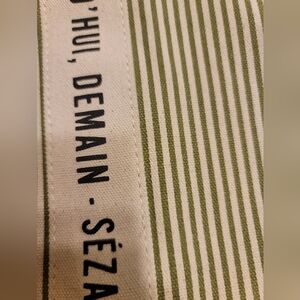 D'HUI, DEMAIN - SÉZA